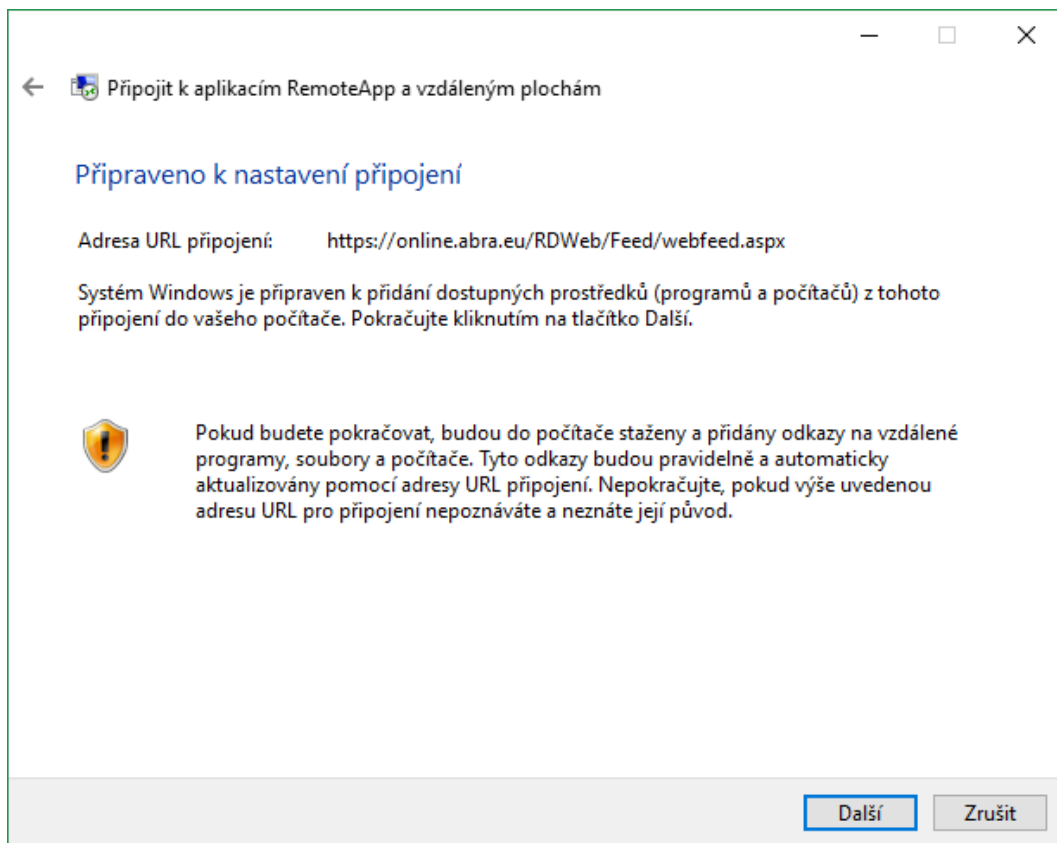 Připojit k aplikacím RemoteApp a vzdáleným plochám
Připraveno k nastavení připojení
Adresa URL připojení: https://online.abra.eu/RDWeb/Feed/webfeed.aspx
Systém Windows je připraven k přidání dostupných prostředků (programů a počítačů) z tohoto
připojení do vašeho počítače. Pokračujte kliknutím na tlačítko Další.
Pokud budete pokračovat, budou do počítače staženy a přidány odkazy na vzdálené
programy, soubory a počítače. Tyto odkazy budou pravidelně a automaticky
aktualizovány pomocí adresy URL připojení. Nepokračujte, pokud výše uvedenou
adresu URL pro připojení nepoznáváte a neznáte její původ.
Další Zrušit